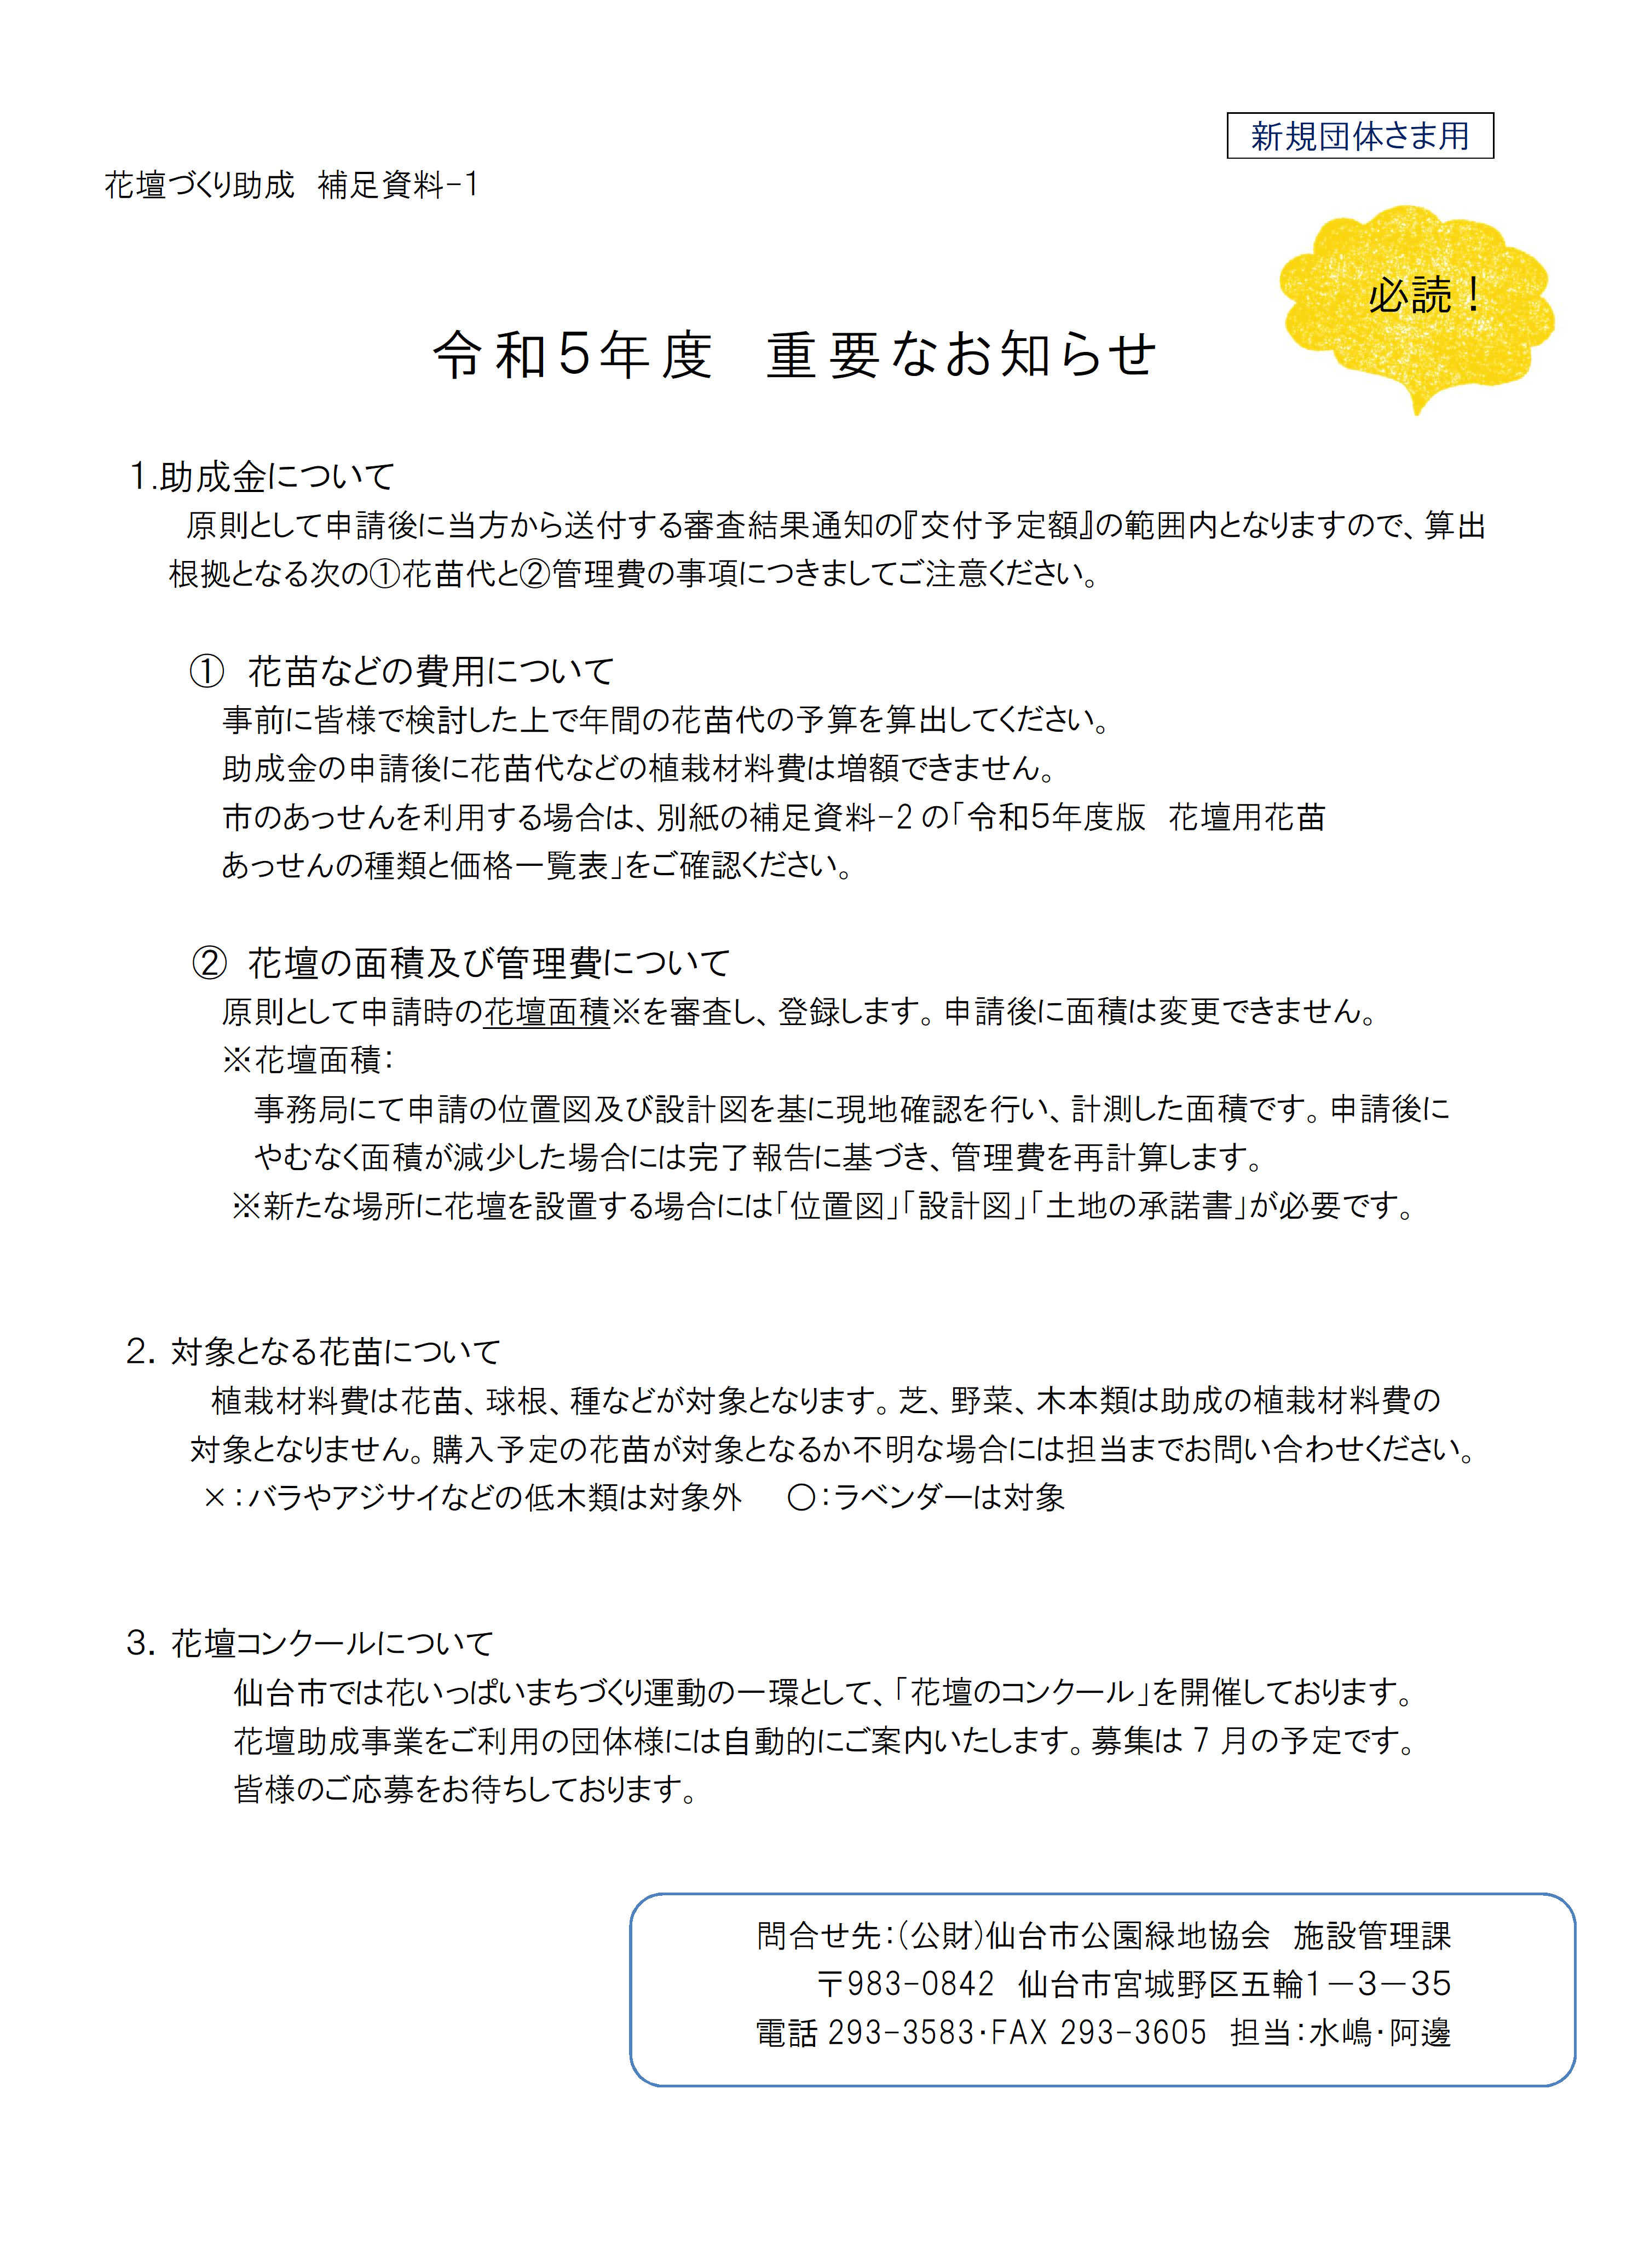 新規団体さま用
花壇づくり助成　補足資料-1
必読！
令和5年度　重要なお知らせ
1.助成金について
原則として申請後に当方から送付する審査結果通知の『交付予定額』の範囲内となりますので、算出
根拠となる次の①花苗代と②管理費の事項につきましてご注意ください。
①　花苗などの費用について
事前に皆様で検討した上で年間の花苗代の予算を算出してください。
助成金の申請後に花苗代などの植栽材料費は増額できません。
市のあっせんを利用する場合は、別紙の補足資料-2の「令和5年度版　花壇用花苗
あっせんの種類と価格一覧表」をご確認ください。
②　花壇の面積及び管理費について
原則として申請時の花壇面積※を審査し、登録します。申請後に面積は変更できません。
※花壇面積：
事務局にて申請の位置図及び設計図を基に現地確認を行い、計測した面積です。申請後に
やむなく面積が減少した場合には完了報告に基づき、管理費を再計算します。
※新たな場所に花壇を設置する場合には「位置図」「設計図」「土地の承諾書」が必要です。
2．対象となる花苗について
植栽材料費は花苗、球根、種などが対象となります。芝、野菜、木本類は助成の植栽材料費の
対象となりません。購入予定の花苗が対象となるか不明な場合には担当までお問い合わせください。
×：バラやアジサイなどの低木類は対象外　〇：ラベンダーは対象
3．花壇コンクールについて
仙台市では花いっぱいまちづくり運動の一環として、「花壇のコンクール」を開催しております。
花壇助成事業をご利用の団体様には自動的にご案内いたします。募集は 7 月の予定です。
皆様のご応募をお待ちしております。
問合せ先：（公財）仙台市公園緑地協会　施設管理課
〒983-0842　仙台市宮城野区五輪1－3－35
電話 293-3583・FAX 293-3605　担当：水嶋・阿邊